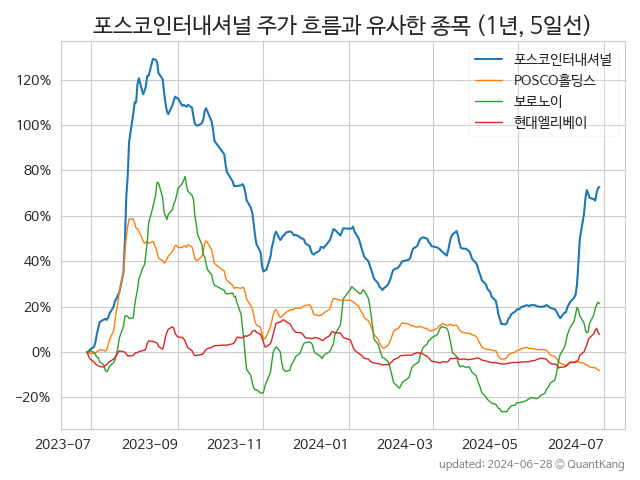 포스코인터내셔널 주가 흐름과 유사한 종목 (1년, 5일선)
포스코인터내셔널
POSCO홀딩스
보로노이
현대엘리베이
120%
100%
80%
60%
40%
20%
0%
−20%
2023-07 2023-09 2023-11 2024-01 2024-03 2024-05 2024-07
updated: 2024-06-28 © QuantKang